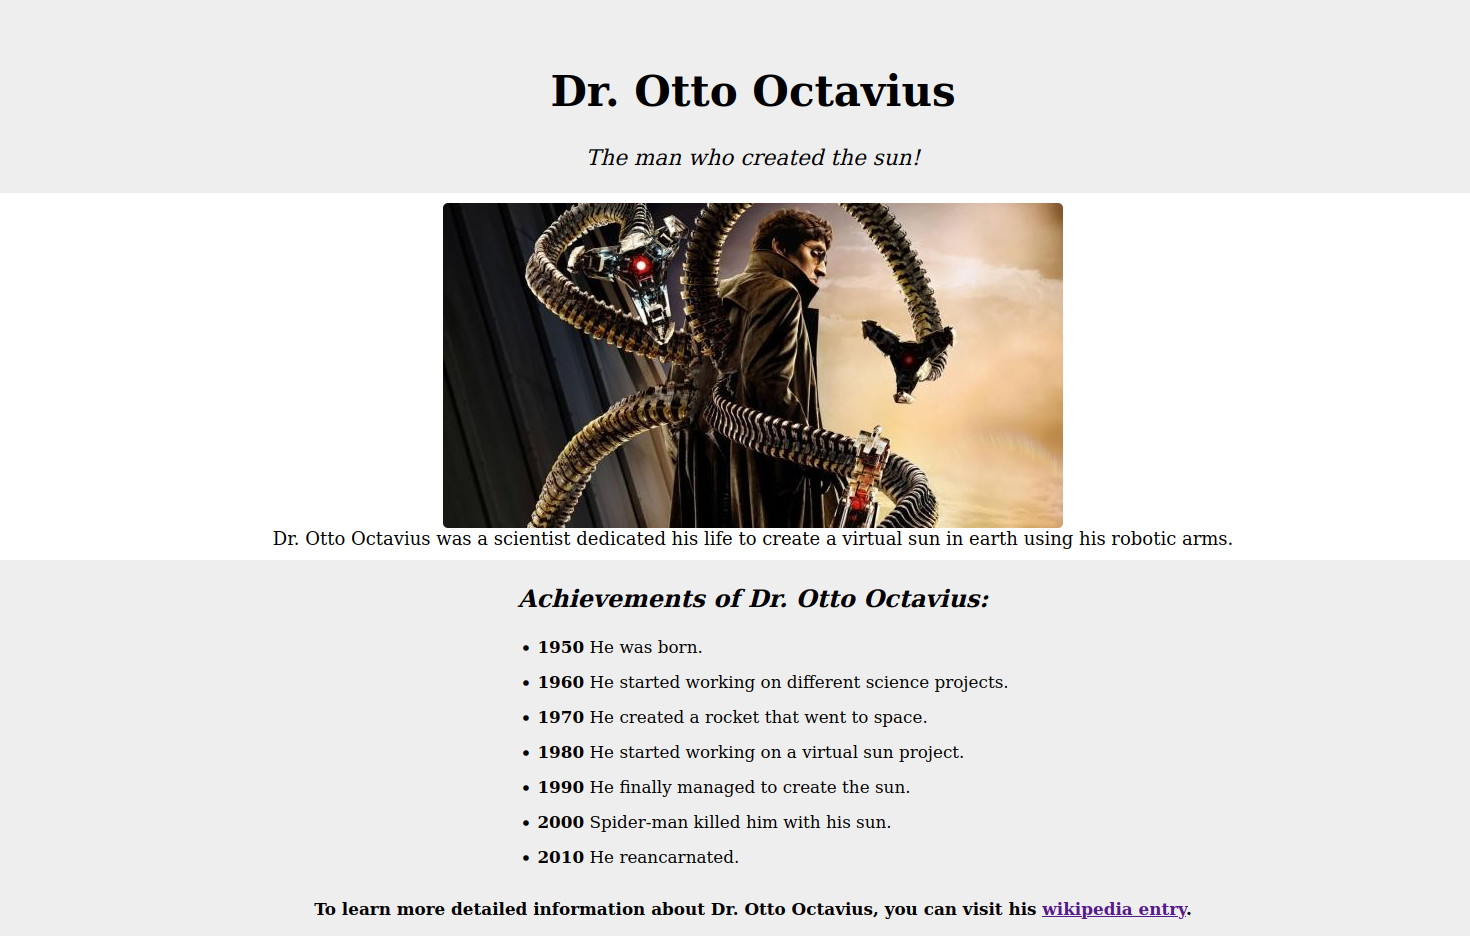 Dr. Otto Octavius
The man who created the sun!
Dr. Otto Octavius was a scientist dedicated his life to create a virtual sun in earth using his robotic arms.
Achievements of Dr. Otto Octavius:
• 1950 He was born.
• 1960 He started working on different science projects.
• 1970 He created a rocket that went to space.
• 1980 He started working on a virtual sun project.
• 1990 He finally managed to create the sun.
• 2000 Spider-man killed him with his sun.
• 2010 He reancarnated.
To learn more detailed information about Dr. Otto Octavius, you can visit his wikipedia entry.